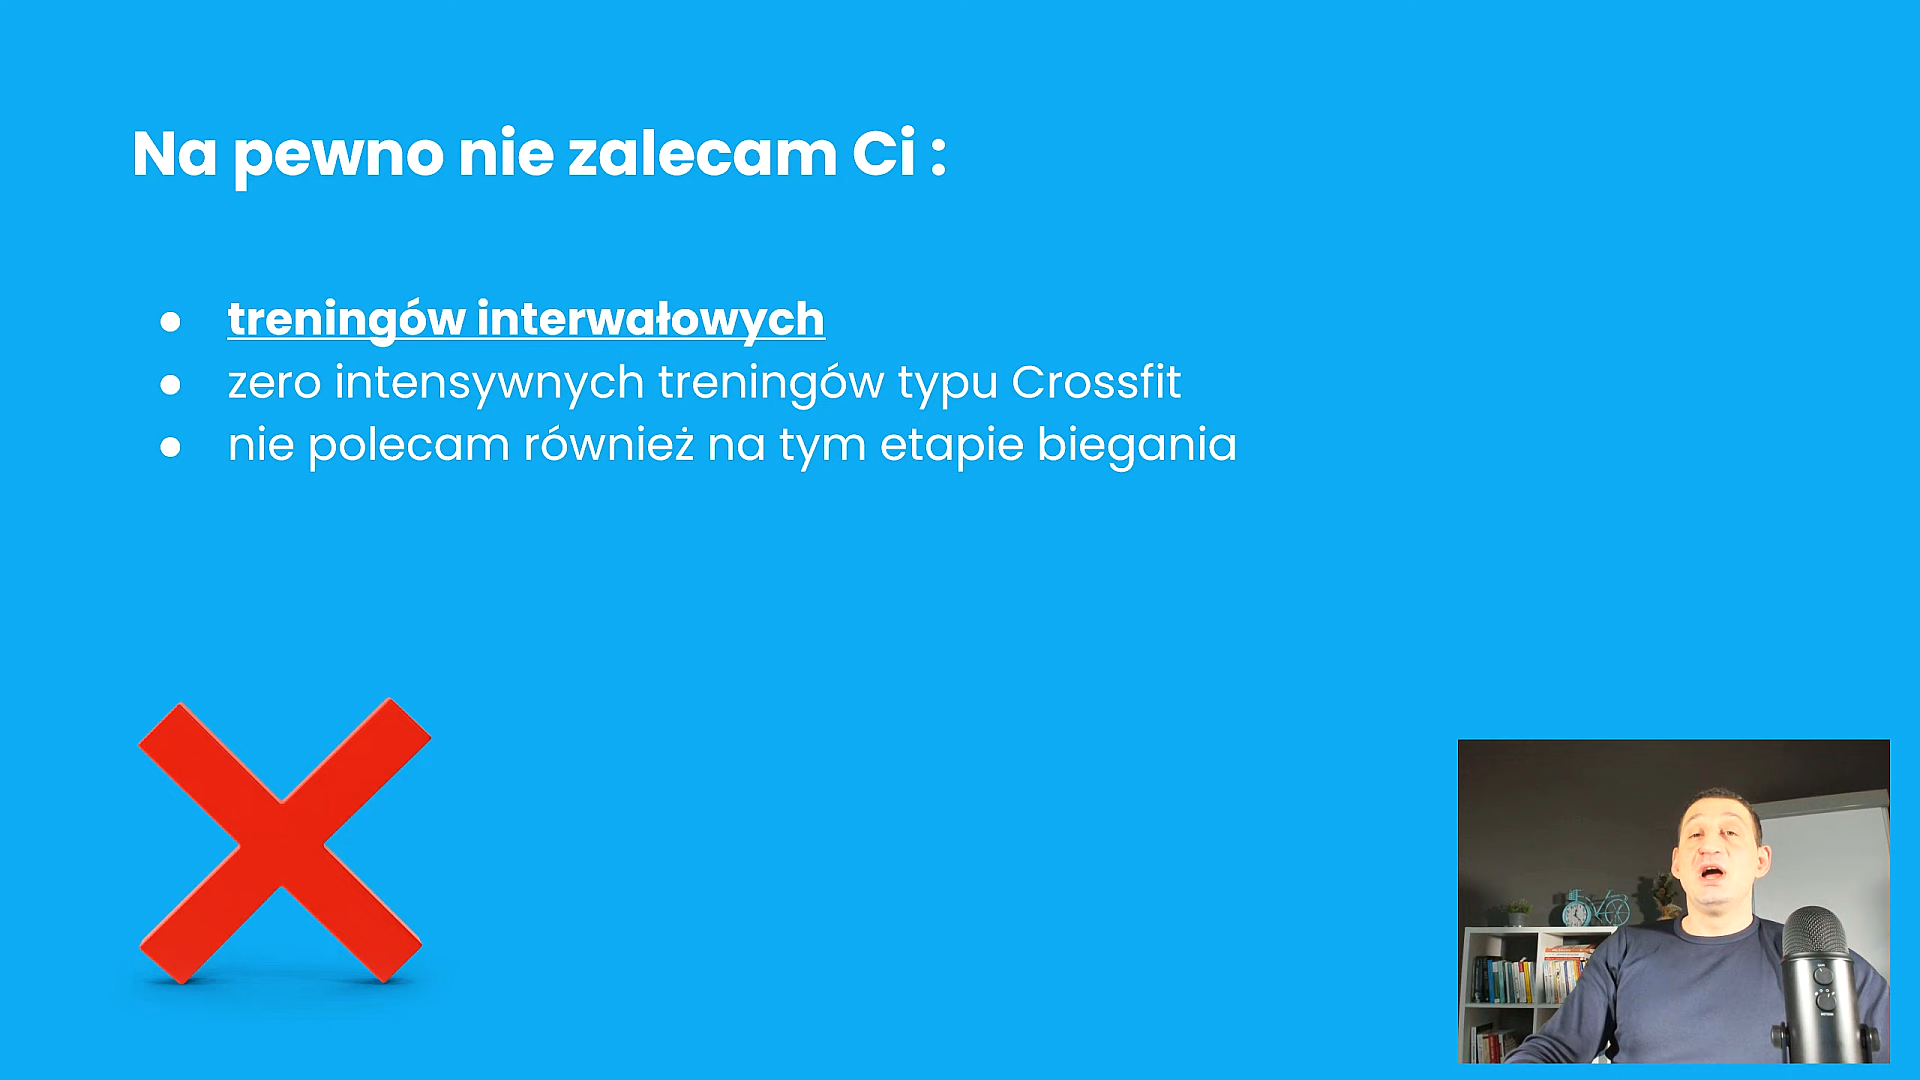 Na pewno nie zalecam Ci :
● treningów interwałowych
● zero intensywnych treningów typu Crossfit
● nie polecam również na tym etapie biegania